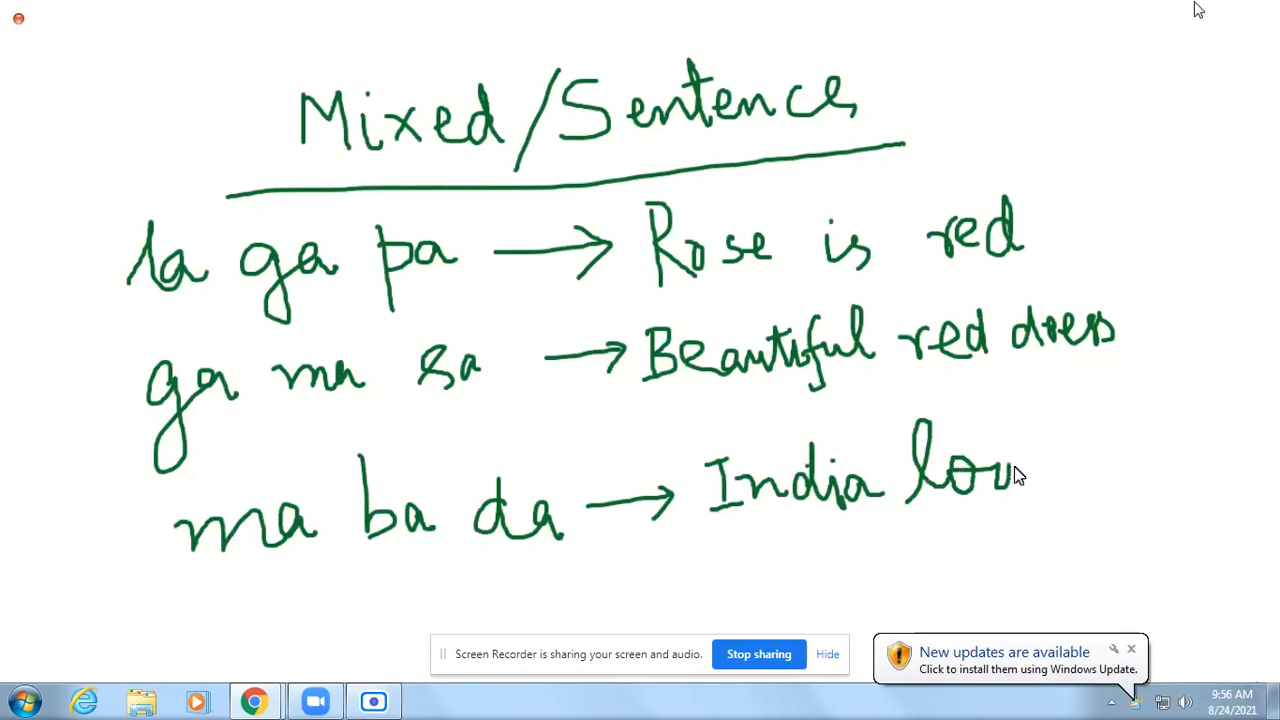 Mixed/Sentence
la ga pa → Rose is red
ga ma sa → Beautiful red dress
ma ba da → India lov
Screen Recorder is sharing your screen and audio. Stop sharing Hide
New updates are available
Click to install them using Windows Update.
9:56 AM
8/24/2021